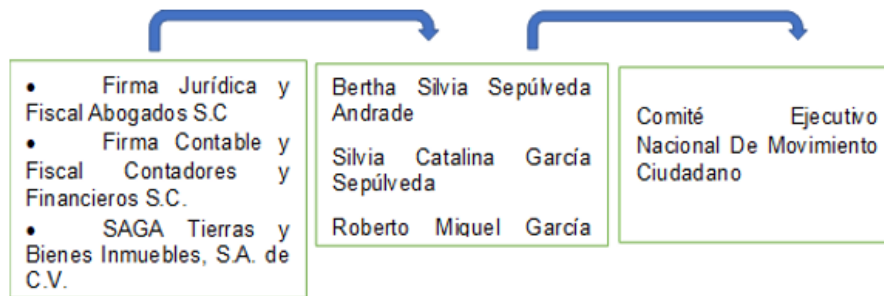 • Firma Jurídica y
Fiscal Abogados S.C
• Firma Contable y
Fiscal Contadores y
Financieros S.C.
• SAGA Tierras y
Bienes Inmuebles, S.A. de
C.V.
Bertha Silvia Sepúlveda
Andrade
Silvia Catalina García
Sepúlveda
Roberto Miguel García
Comité Ejecutivo
Nacional De Movimiento
Ciudadano